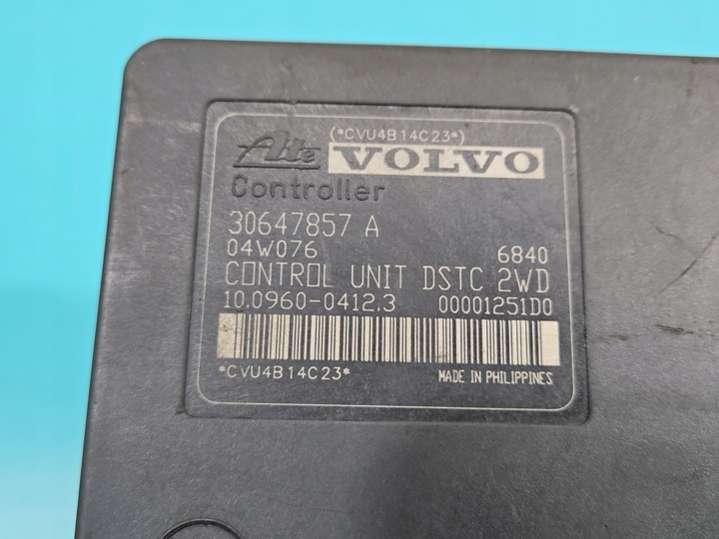 (*CVU4B14C23*)
Ate VOLVO
Controller
30647857 A
04W076 6840
CONTROL UNIT DSTC 2WD
10.0960-0412.3 00001251D0
*CVU4B14C23* MADE IN PHILIPPINES